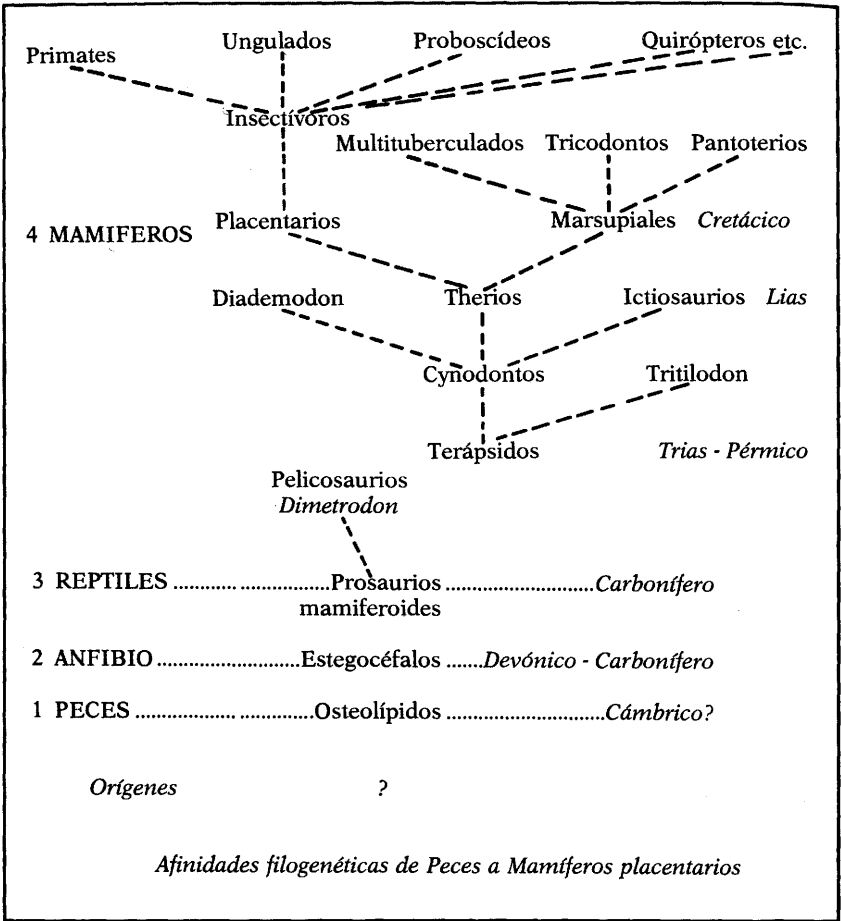 Primates Ungulados Proboscídeos Quirópteros etc.
Insectívoros
Multituberculados Tricodontos Pantoterios
4 MAMIFEROS Placentarios Marsupiales Cretácico
Diademodon Therios Ictiosaurios Lias
Cynodontos Tritilodon
Terápsidos Trias - Pérmico
Pelicosaurios
Dimetrodon
3 REPTILES ............ ................Prosaurios ............................Carbonífero
mamiferoides
2 ANFIBIO...........................Estegocéfalos .......Devónico - Carbonífero
1 PECES ................... ..............Osteolípidos ..............................Cámbrico?
Orígenes ?
Afinidades filogenéticas de Peces a Mamíferos placentarios